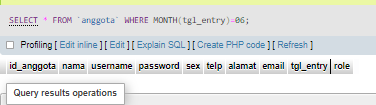 SELECT * FROM `anggota` WHERE MONTH(tgl_entry)=06;
Profiling [ Edit inline ] [ Edit ] [ Explain SQL ] [ Create PHP code ] [ Refresh ]
id_anggota nama username password sex telp alamat email tgl_entry role
Query results operations